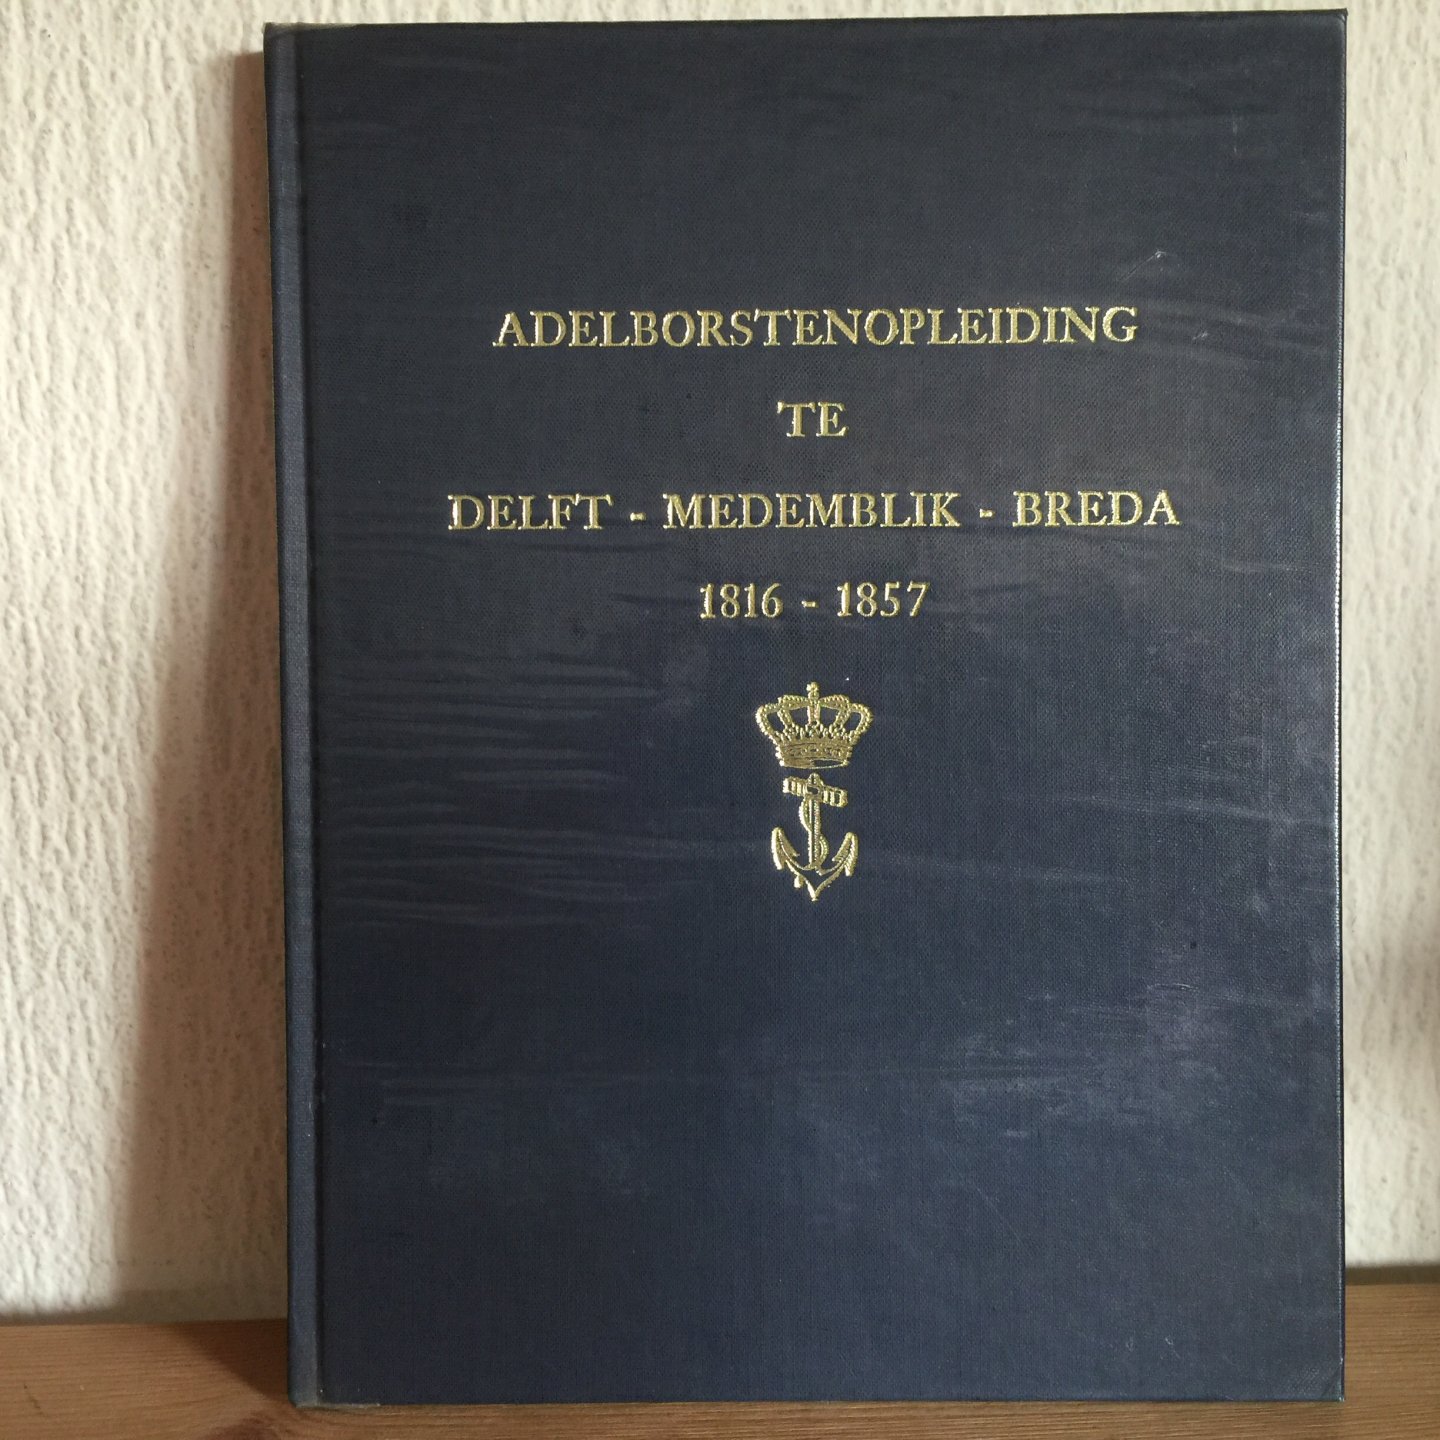 ADELBORSTENOPLEIDING
TE
DELFT - MEDEMBLIK - BREDA
1816 - 1857